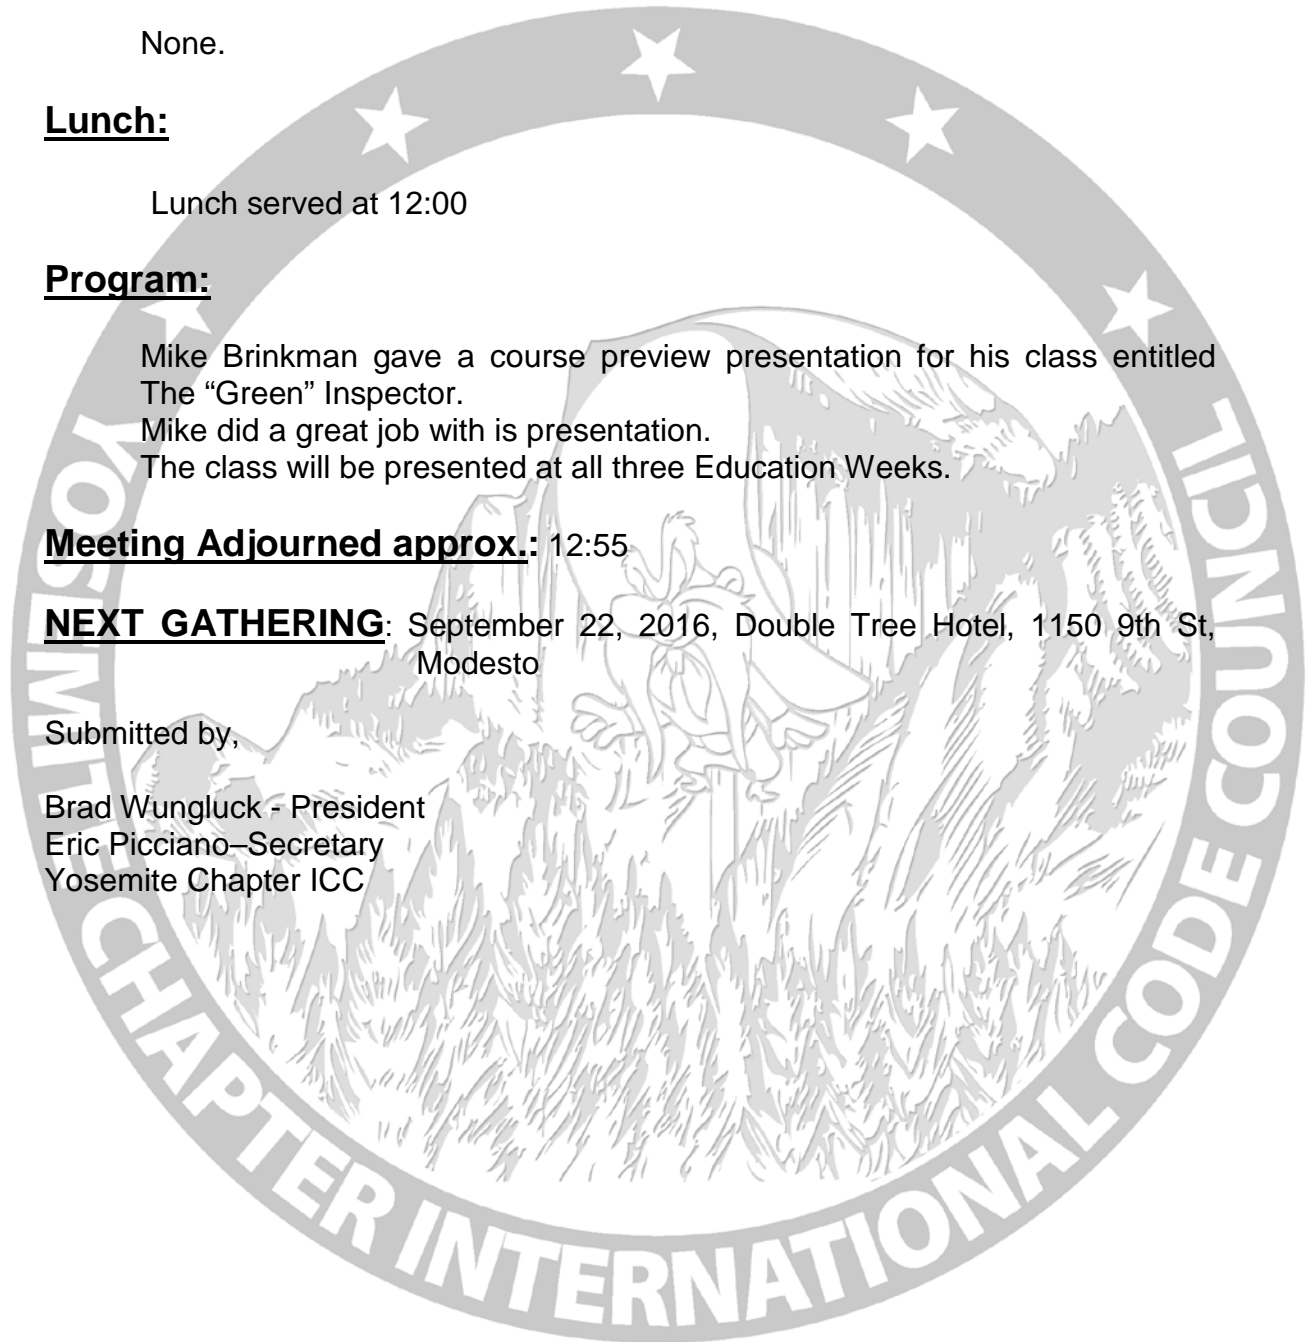 None.
Lunch:
Lunch served at 12:00
Program:
Mike Brinkman gave a course preview presentation for his class entitled
The “Green” Inspector.
Mike did a great job with is presentation.
The class will be presented at all three Education Weeks.
Meeting Adjourned approx.: 12:55
NEXT GATHERING: September 22, 2016, Double Tree Hotel, 1150 9th St,
Modesto
Submitted by,
Brad Wungluck - President
Eric Picciano–Secretary
Yosemite Chapter ICC
YOSEMITE CHAPTER INTERNATIONAL CODE COUNCIL